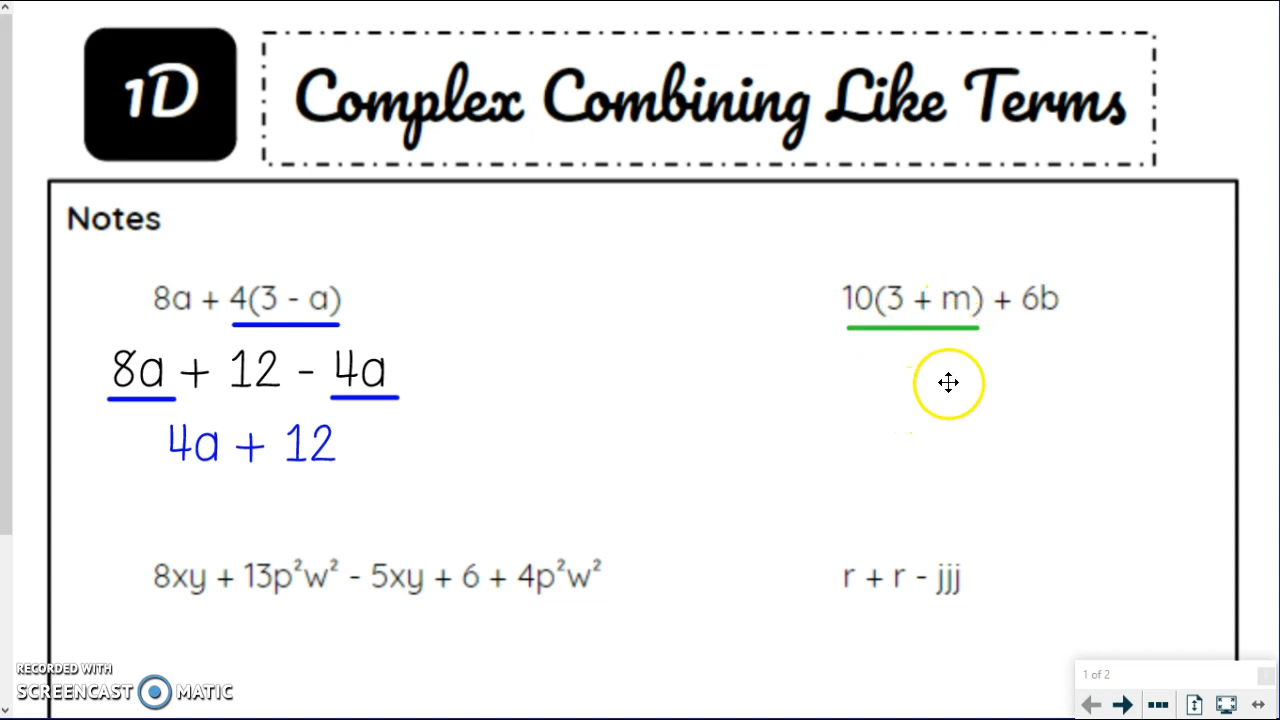 1D
Complex Combining Like Terms
Notes
8a + 4(3 - a)
10(3 + m) + 6b
8a + 12 - 4a
4a + 12
8xy + 13p²w² - 5xy + 6 + 4p²w²
r + r - jjj
RECORDED WITH
SCREENCAST MATIC
1 of 2